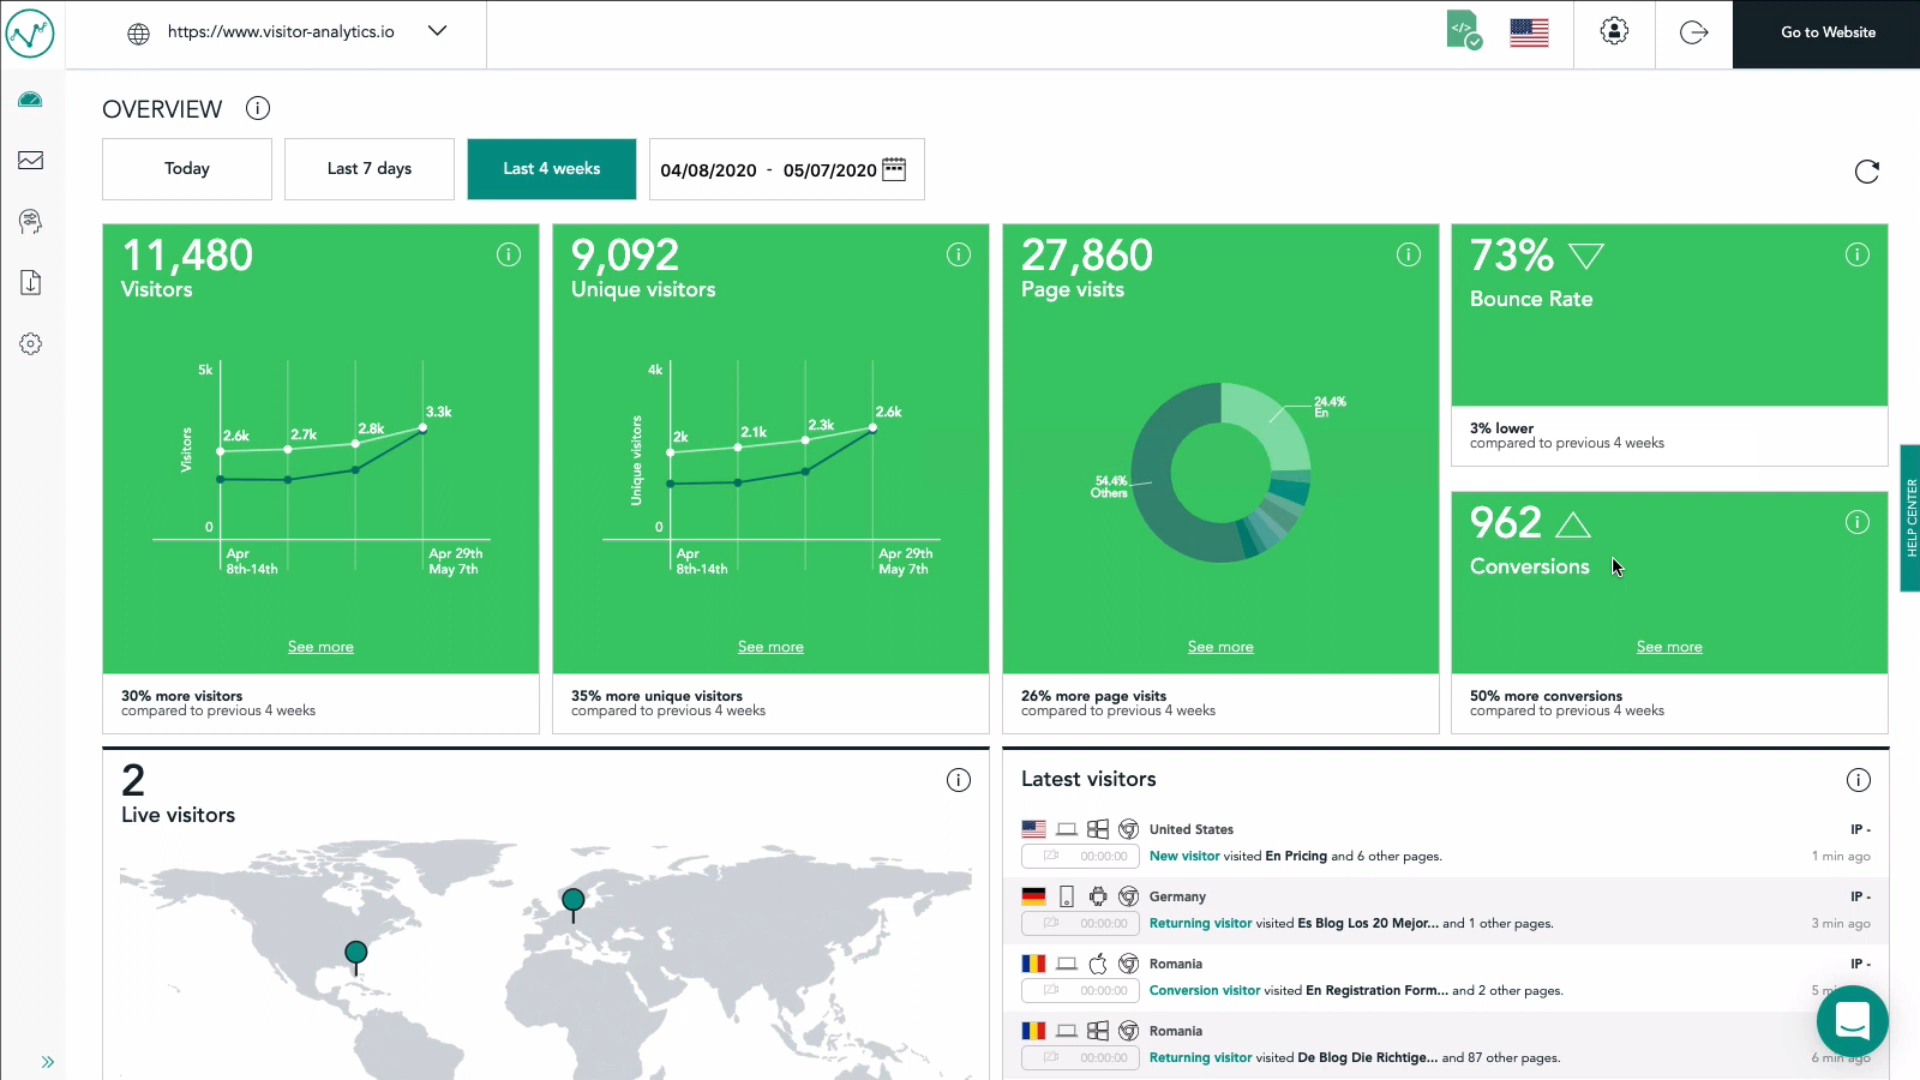 https://www.visitor-analytics.io
</>
Go to Website
OVERVIEW
Today
Last 7 days
Last 4 weeks
04/08/2020 - 05/07/2020
11,480
Visitors
5k
Visitors
0
2.6k
2.7k
2.8k
3.3k
Apr
8th-14th
Apr 29th
May 7th
See more
30% more visitors
compared to previous 4 weeks
9,092
Unique visitors
4k
Unique visitors
0
2k
2.1k
2.3k
2.6k
Apr
8th-14th
Apr 29th
May 7th
See more
35% more unique visitors
compared to previous 4 weeks
27,860
Page visits
24.4%
En
54.4%
Others
See more
26% more page visits
compared to previous 4 weeks
73%
Bounce Rate
3% lower
compared to previous 4 weeks
962
Conversions
See more
50% more conversions
compared to previous 4 weeks
HELP CENTER
2
Live visitors
Latest visitors
United States
IP -
00:00:00
New visitor visited En Pricing and 6 other pages.
1 min ago
Germany
IP -
00:00:00
Returning visitor visited Es Blog Los 20 Mejor... and 1 other pages.
3 min ago
Romania
IP -
00:00:00
Conversion visitor visited En Registration Form... and 2 other pages.
Romania
00:00:00
Returning visitor visited De Blog Die Richtige... and 87 other pages.
6 min ago